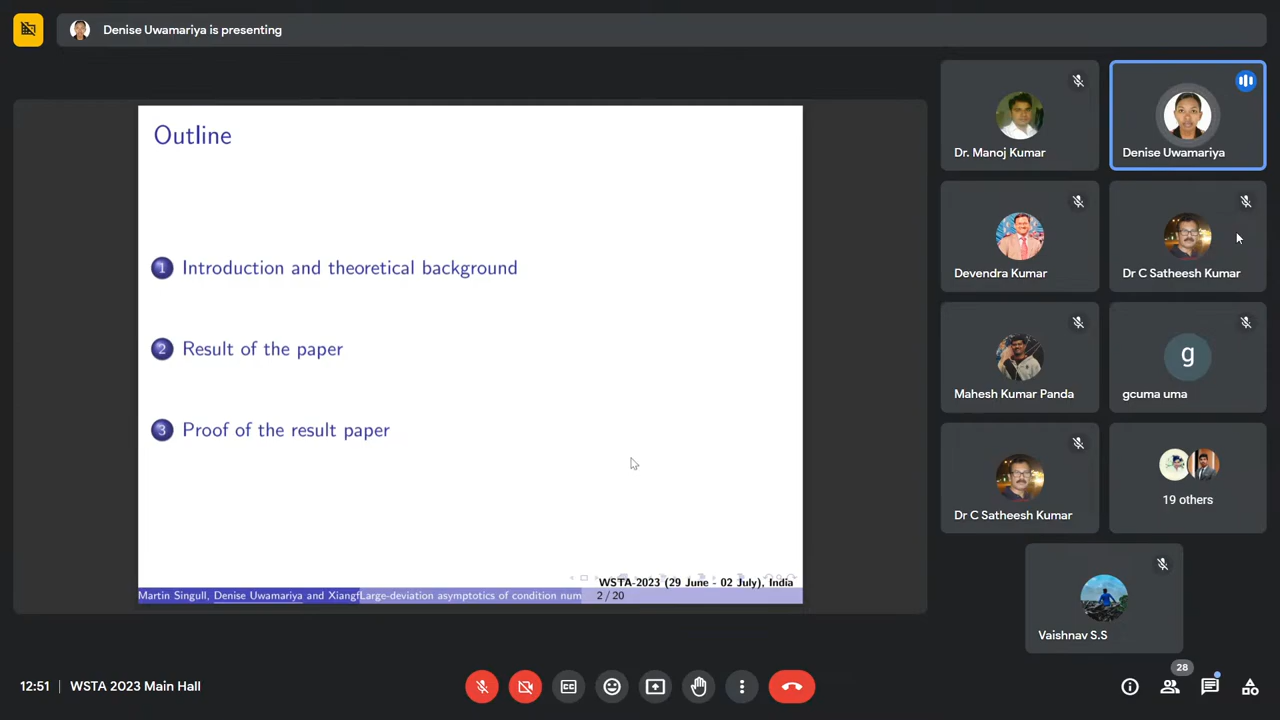 Denise Uwamariya is presenting
Outline
1 Introduction and theoretical background
2 Result of the paper
3 Proof of the result paper
WSTA-2023 (29 June - 02 July), India
Martin Singull, Denise Uwamariya and Xiangf Large-deviation asymptotics of condition num 2 / 20
Dr. Manoj Kumar
Denise Uwamariya
Devendra Kumar
Dr C Satheesh Kumar
Mahesh Kumar Panda
g
gcuma uma
Dr C Satheesh Kumar
19 others
Vaishnav S.S
12:51 | WSTA 2023 Main Hall
CC
28